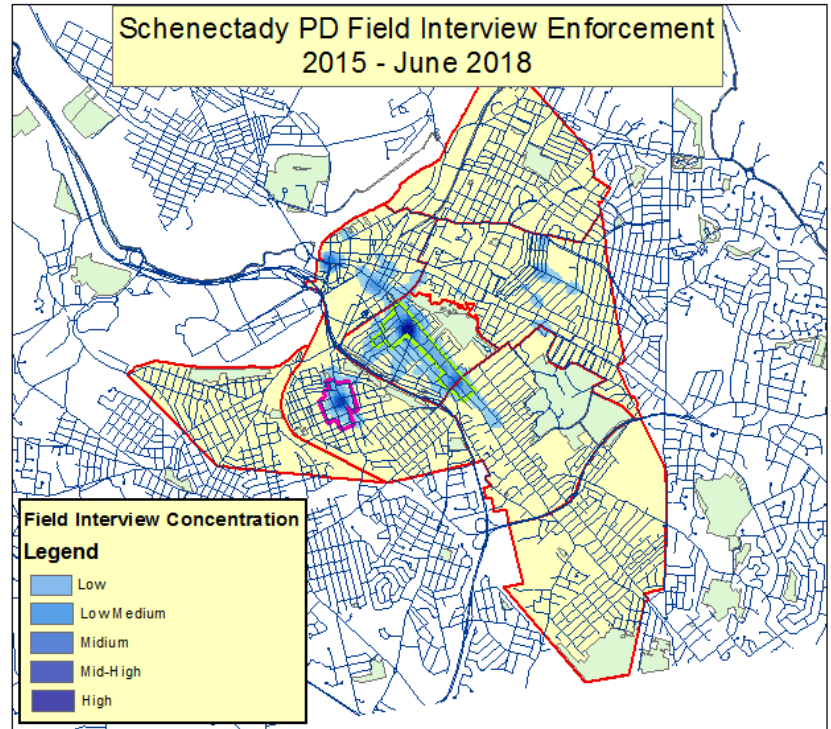 Schenectady PD Field Interview Enforcement
2015 - June 2018
Field Interview Concentration
Legend
Low
Low Medium
Midium
Mid-High
High